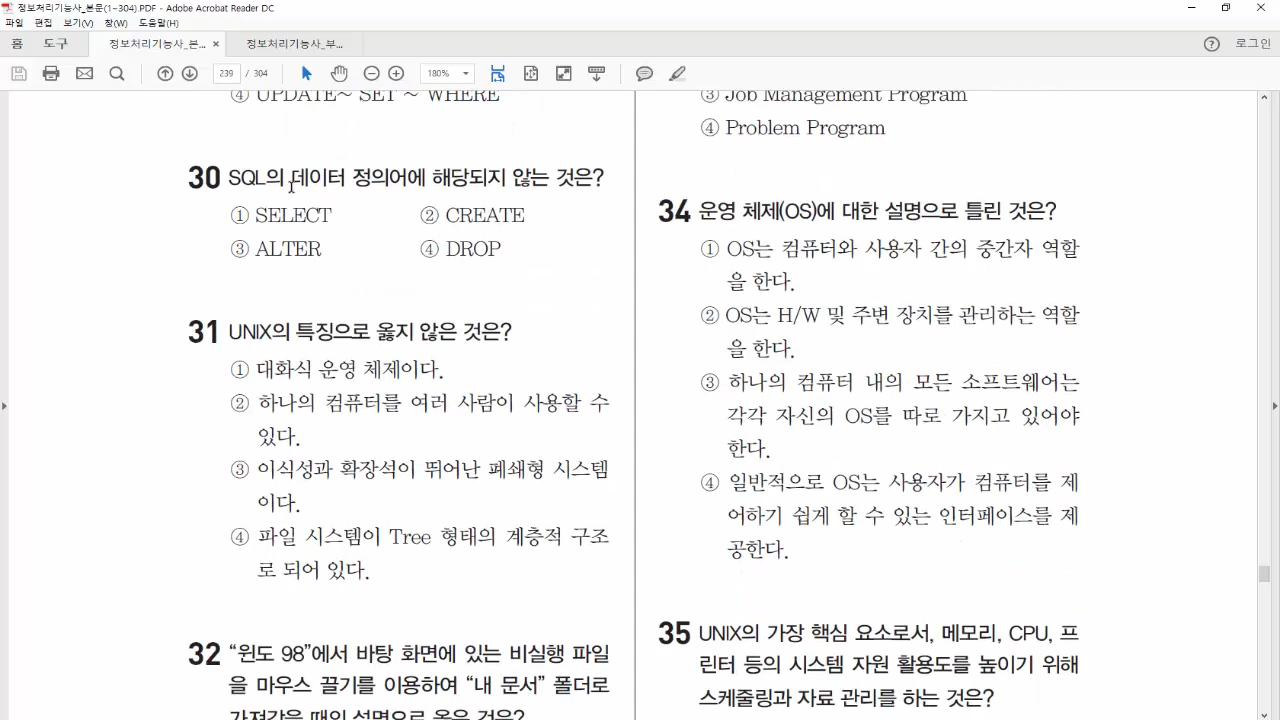 정보처리기능사_본문(1~304).PDF - Adobe Acrobat Reader DC
파일 편집 보기(V) 창(W) 도움말(H)
홈 도구 정보처리기능사_본... × 정보처리기능사_부... 로그인
239 / 304 180%
④ UPDATE~ SET ~ WHERE
30 SQL의 데이터 정의어에 해당되지 않는 것은?
① SELECT ② CREATE
③ ALTER ④ DROP
31 UNIX의 특징으로 옳지 않은 것은?
① 대화식 운영 체제이다.
② 하나의 컴퓨터를 여러 사람이 사용할 수
있다.
③ 이식성과 확장석이 뛰어난 폐쇄형 시스템
이다.
④ 파일 시스템이 Tree 형태의 계층적 구조
로 되어 있다.
32 “윈도 98”에서 바탕 화면에 있는 비실행 파일
을 마우스 끌기를 이용하여 “내 문서” 폴더로
가져갔을 때의 설명으로 옳은 것은?
③ Job Management Program
④ Problem Program
34 운영 체제(OS)에 대한 설명으로 틀린 것은?
① OS는 컴퓨터와 사용자 간의 중간자 역할
을 한다.
② OS는 H/W 및 주변 장치를 관리하는 역할
을 한다.
③ 하나의 컴퓨터 내의 모든 소프트웨어는
각각 자신의 OS를 따로 가지고 있어야
한다.
④ 일반적으로 OS는 사용자가 컴퓨터를 제
어하기 쉽게 할 수 있는 인터페이스를 제
공한다.
35 UNIX의 가장 핵심 요소로서, 메모리, CPU, 프
린터 등의 시스템 자원 활용도를 높이기 위해
스케줄링과 자료 관리를 하는 것은?